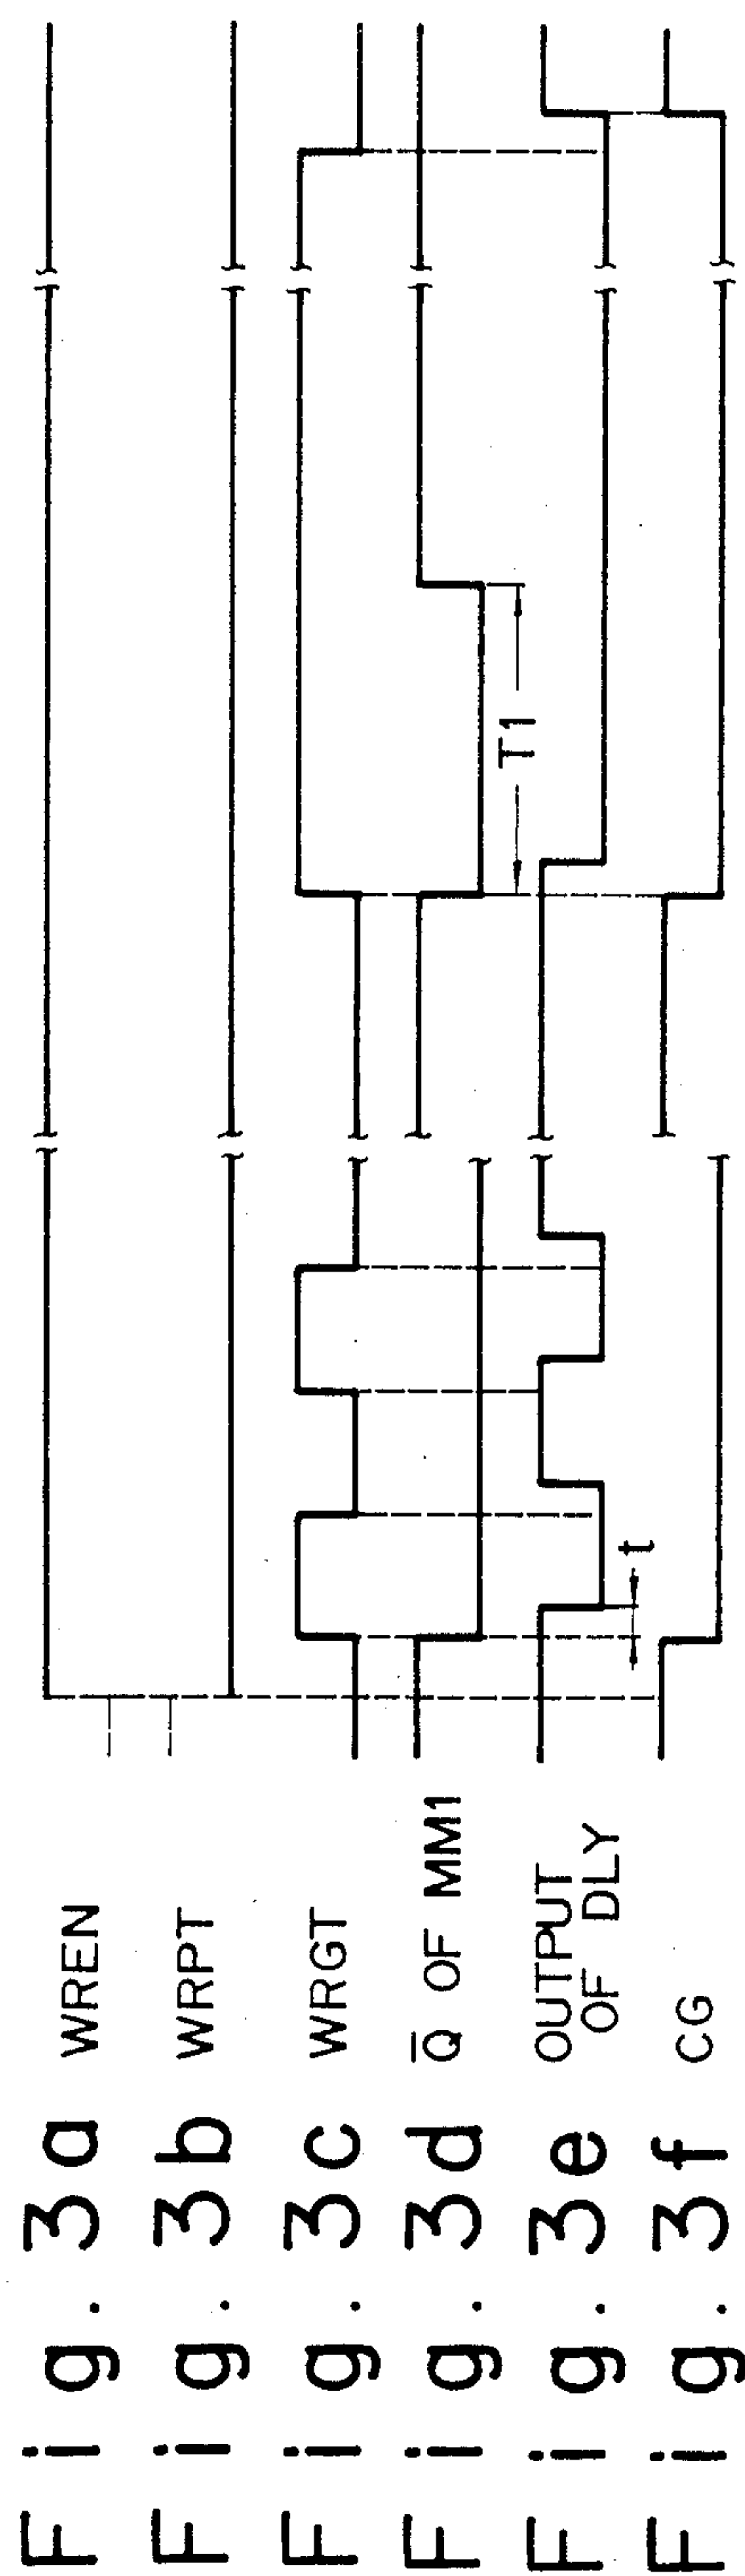 Fig. 3a WREN
Fig. 3b WRPT
Fig. 3c WRGT
Fig. 3d Q̅ OF MM1
Fig. 3e OUTPUT
OF DLY
Fig. 3f CG
T1
t